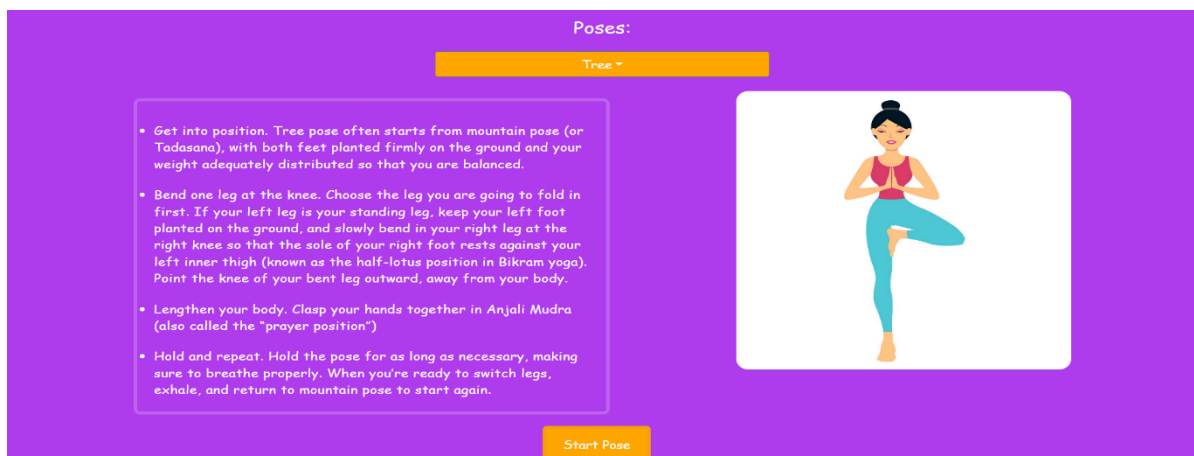 Poses:
Tree
• Get into position. Tree pose often starts from mountain pose (or
Tadasana), with both feet planted firmly on the ground and your
weight adequately distributed so that you are balanced.
• Bend one leg at the knee. Choose the leg you are going to fold in
first. If your left leg is your standing leg, keep your left foot
planted on the ground, and slowly bend in your right leg at the
right knee so that the sole of your right foot rests against your
left inner thigh (known as the half-lotus position in Bikram yoga).
Point the knee of your bent leg outward, away from your body.
• Lengthen your body. Clasp your hands together in Anjali Mudra
(also called the “prayer position”)
• Hold and repeat. Hold the pose for as long as necessary, making
sure to breathe properly. When you’re ready to switch legs,
exhale, and return to mountain pose to start again.
Start Pose